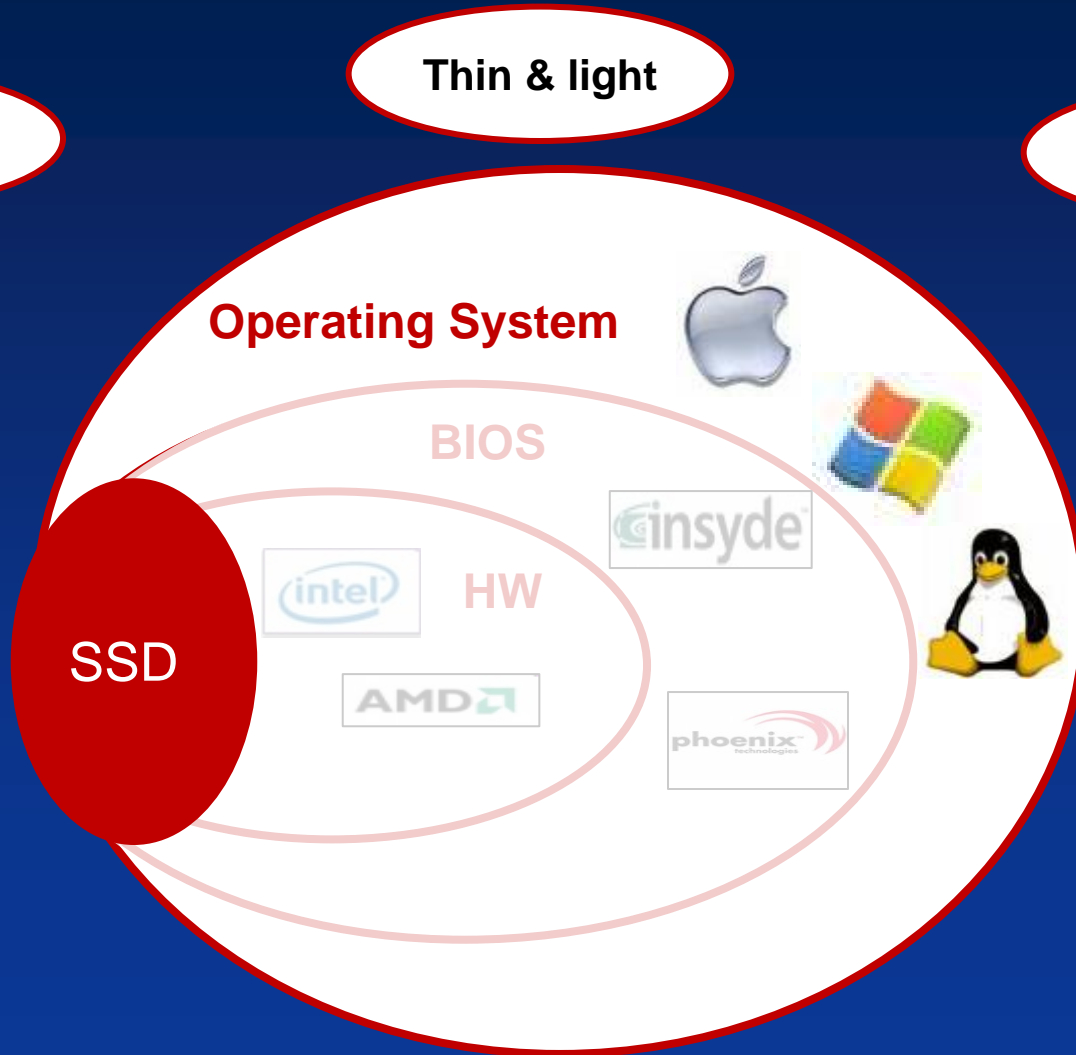 Thin & light
Operating System
BIOS
insyde
intel
HW
SSD
AMD
phoenix
technologies